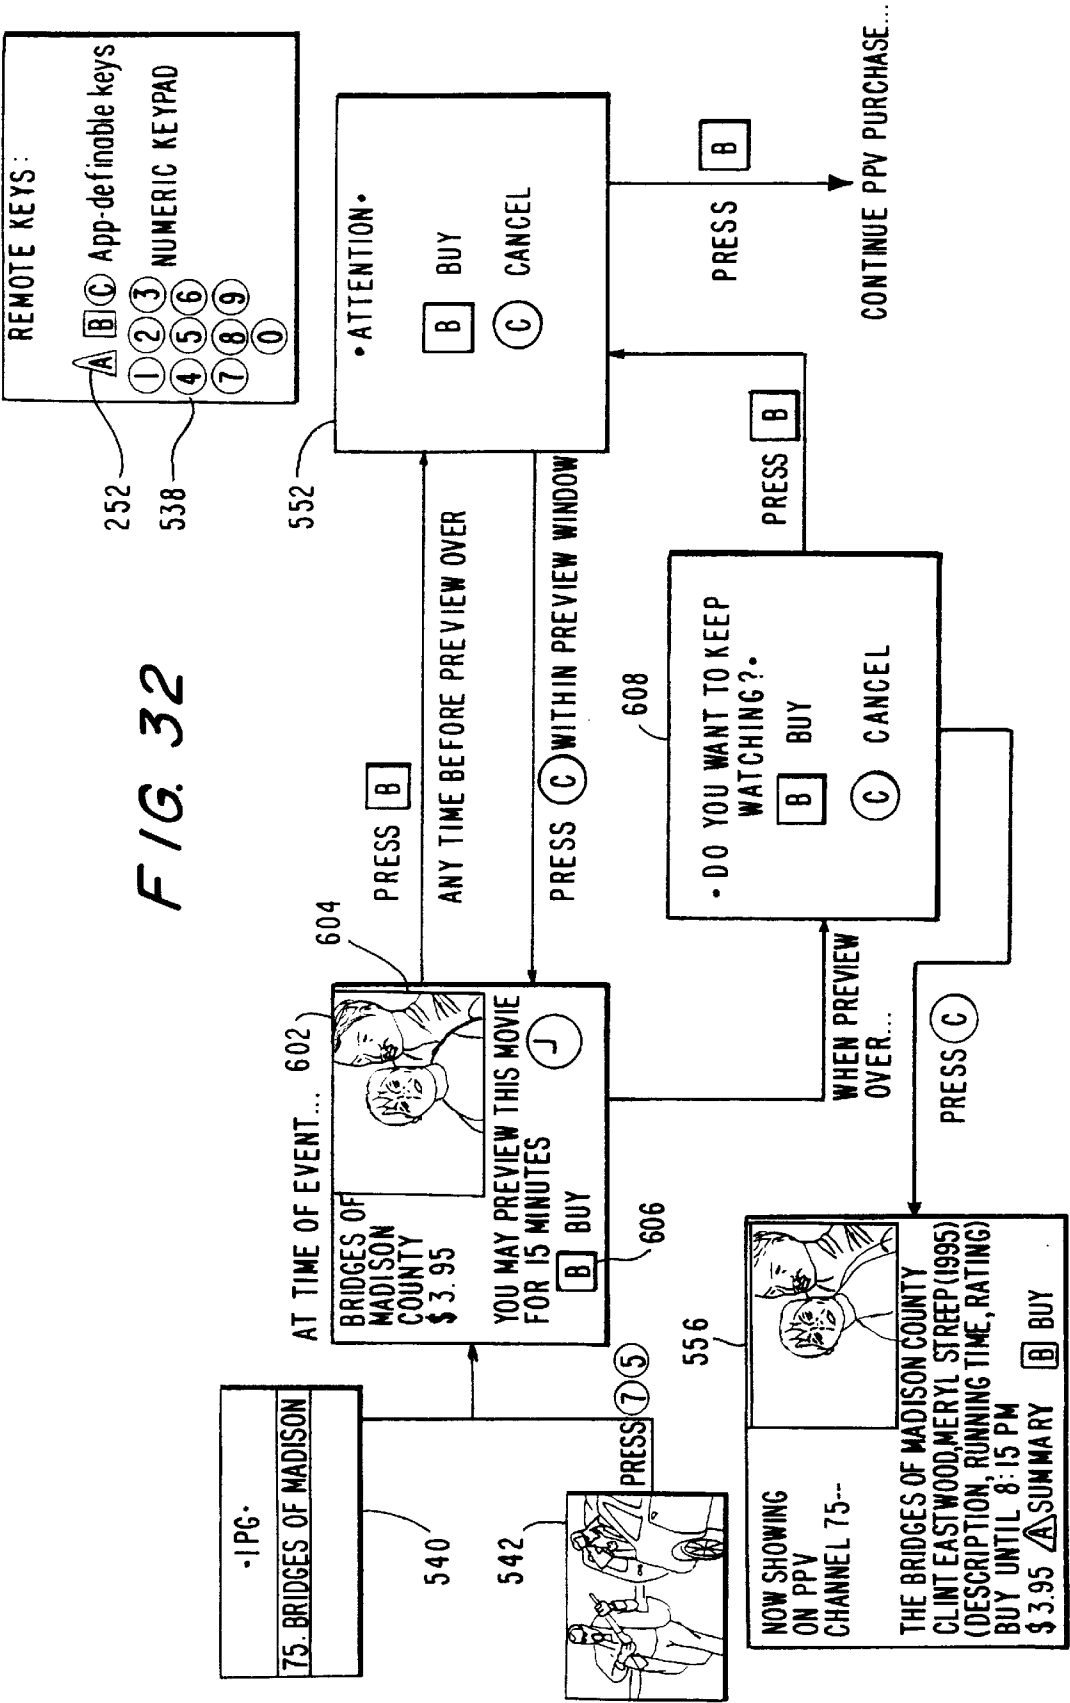 FIG. 32
REMOTE KEYS:
A B C App-definable keys
1 2 3 NUMERIC KEYPAD
4 5 6
7 8 9
0
252
538
•IPG•
75. BRIDGES OF MADISON
540
542
PRESS 7 5
AT TIME OF EVENT... 602
604
BRIDGES OF
MADISON
COUNTY
$3.95
YOU MAY PREVIEW THIS MOVIE
FOR 15 MINUTES
B BUY
606
PRESS B
ANY TIME BEFORE PREVIEW OVER
PRESS C WITHIN PREVIEW WINDOW
552
•ATTENTION•
B BUY
C CANCEL
PRESS B
CONTINUE PPV PURCHASE...
WHEN PREVIEW
OVER...
608
•DO YOU WANT TO KEEP
WATCHING?•
B BUY
C CANCEL
PRESS B
PRESS C
556
NOW SHOWING
ON PPV
CHANNEL 75--
THE BRIDGES OF MADISON COUNTY
CLINT EASTWOOD,MERYL STREEP(1995)
(DESCRIPTION, RUNNING TIME, RATING)
BUY UNTIL 8:15 PM
$3.95 A SUMMARY B BUY